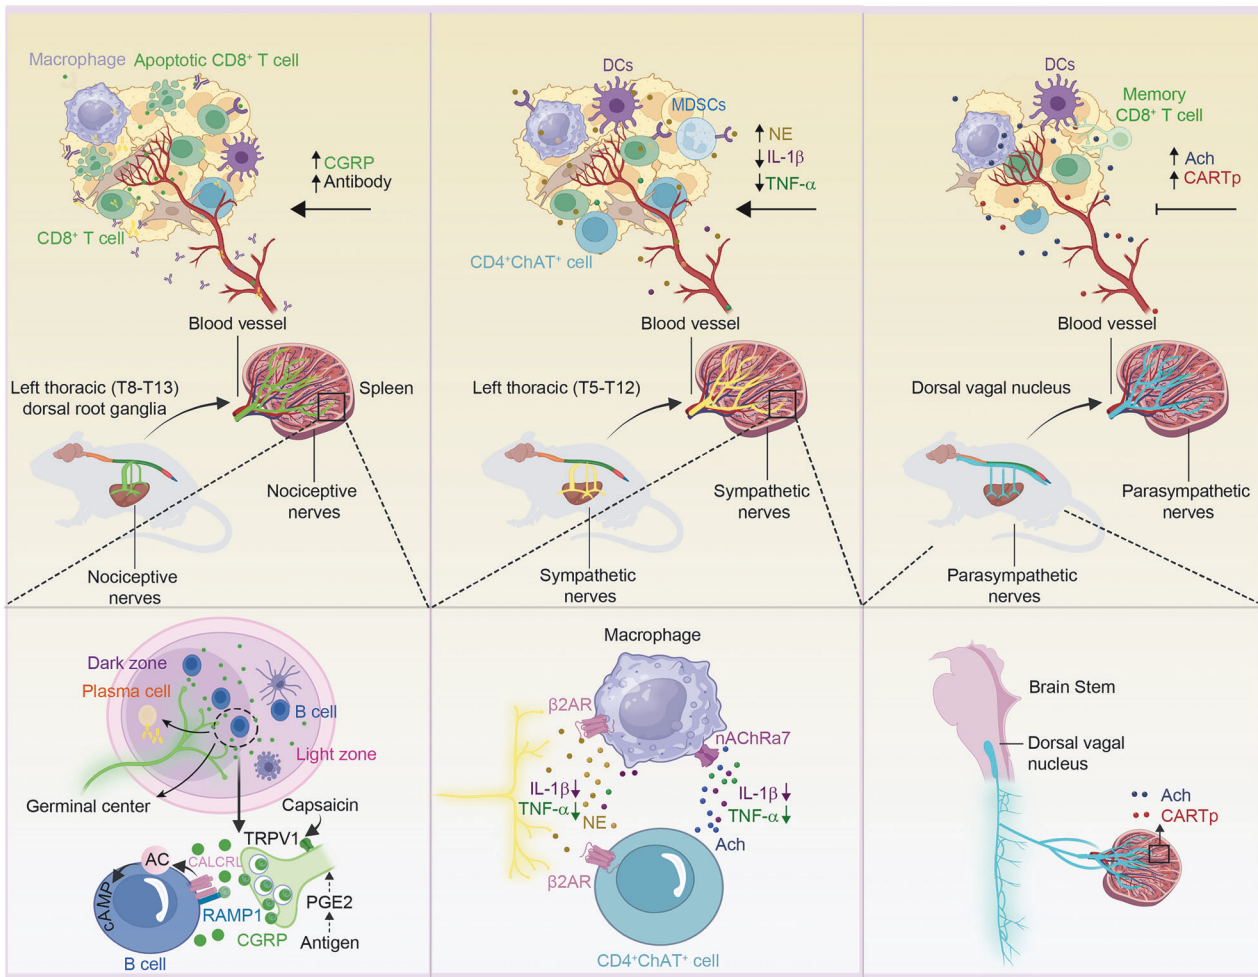 Macrophage
Apoptotic CD8⁺ T cell
CGRP
Antibody
CD8⁺ T cell
Blood vessel
Left thoracic (T8-T13)
dorsal root ganglia
Spleen
Nociceptive
nerves
Nociceptive
nerves
DCs
MDSCs
NE
IL-1β
TNF-α
CD4⁺ChAT⁺ cell
Blood vessel
Left thoracic (T5-T12)
Sympathetic
nerves
Sympathetic
nerves
DCs
Memory
CD8⁺ T cell
Ach
CARTp
Blood vessel
Dorsal vagal nucleus
Parasympathetic
nerves
Parasympathetic
nerves
Dark zone
Plasma cell
B cell
Light zone
Germinal center
Capsaicin
TRPV1
AC
CALCRL
cAMP
RAMP1
PGE2
CGRP
Antigen
B cell
Macrophage
β2AR
nAChRa7
IL-1β
TNF-α
NE
IL-1β
TNF-α
Ach
β2AR
CD4⁺ChAT⁺ cell
Brain Stem
Dorsal vagal
nucleus
Ach
CARTp